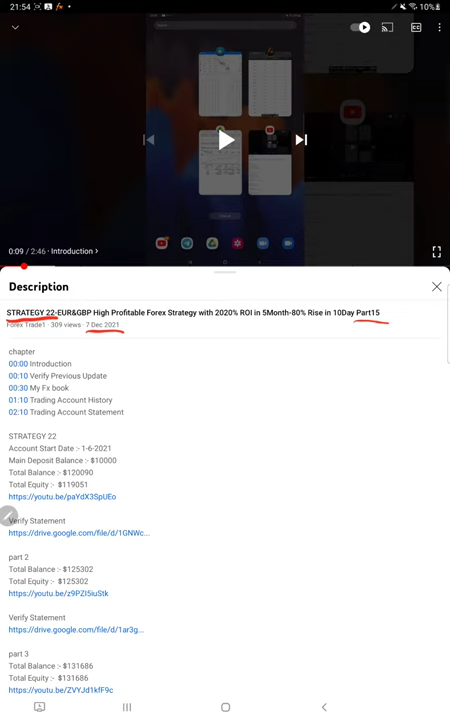 21:54
10%
CC
0:09 / 2:46 · Introduction >
Description
STRATEGY 22-EUR&GBP High Profitable Forex Strategy with 2020% ROI in 5Month-80% Rise in 10Day Part15
Forex Trade1 · 309 views · 7 Dec 2021
chapter
00:00 Introduction
00:10 Verify Previous Update
00:30 My Fx book
01:10 Trading Account History
02:10 Trading Account Statement
STRATEGY 22
Account Start Date :- 1-6-2021
Main Deposit Balance :- $10000
Total Balance :- $120090
Total Equity :-  $119051
https://youtu.be/paYdX3SpUEo
Verify Statement
https://drive.google.com/file/d/1GNWc...
part 2
Total Balance :- $125302
Total Equity :-  $125302
https://youtu.be/z9PZI5iuStk
Verify Statement
https://drive.google.com/file/d/1ar3g...
part 3
Total Balance :- $131686
Total Equity :-  $131686
https://youtu.be/ZVYJd1kfF9c